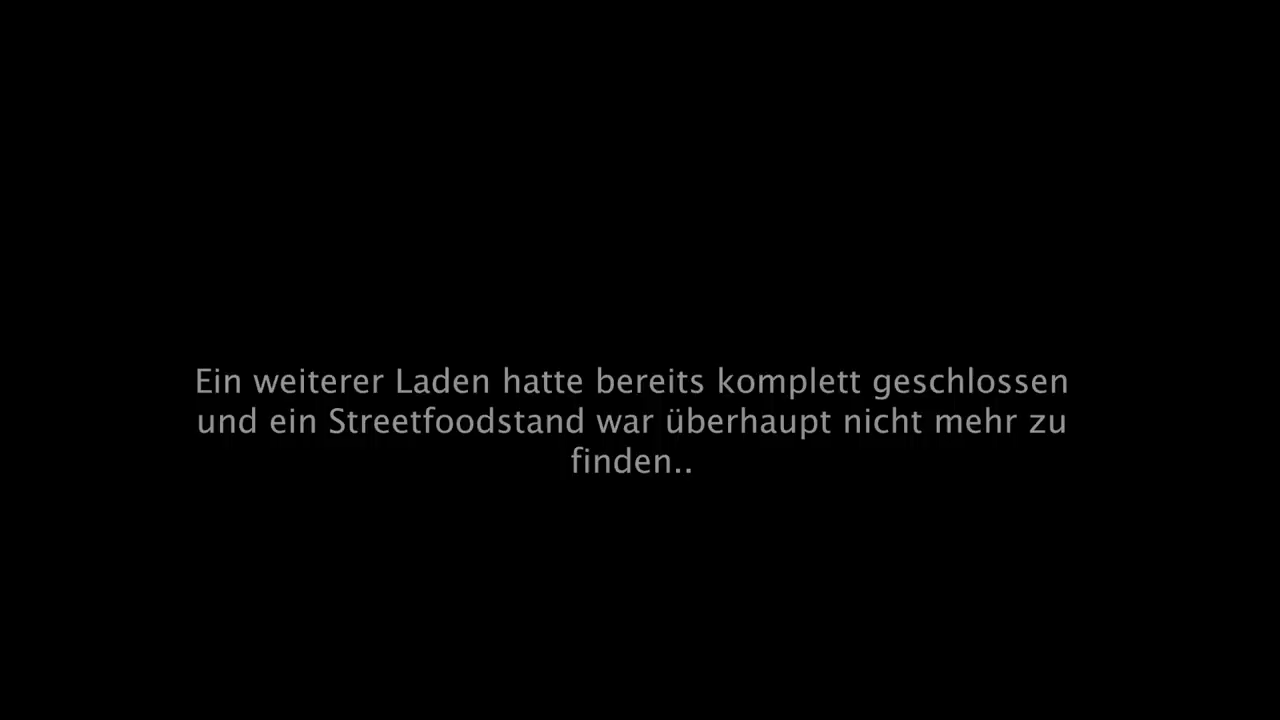 Ein weiterer Laden hatte bereits komplett geschlossen
und ein Streetfoodstand war überhaupt nicht mehr zu
finden..